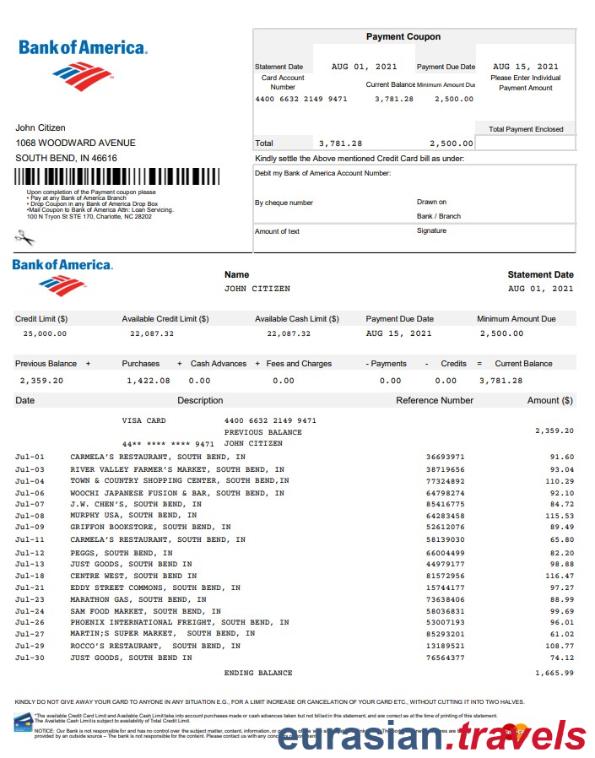 Payment Coupon
Bank of America.
Statement Date AUG 01, 2021 Payment Due Date AUG 15, 2021
Card Account Number Current Balance Minimum Amount Du Please Enter Individual Payment Amount
4400 6632 2149 9471 3,781.28 2,500.00
John Citizen
1068 WOODWARD AVENUE
SOUTH BEND, IN 46616
Total Payment Enclosed
Total 3,781.28 2,500.00
Kindly settle the Above mentioned Credit Card bill as under:
Debit my Bank of America Account Number:
Upon completion of the Payment coupon please
• Pay at any Bank of America Branch
• Drop Coupon in any Bank of America Drop Box
•Mail Coupon to Bank of America Attn: Loan Servicing.
100 N Tryon St STE 170, Charlotte, NC 28202
By cheque number Drawn on
Bank / Branch
Amount of text Signature
Bank of America.
Name Statement Date
JOHN CITIZEN AUG 01, 2021
Credit Limit ($) Available Credit Limit ($) Available Cash Limit ($) Payment Due Date Minimum Amount Due
25,000.00 22,087.32 22,087.32 AUG 15, 2021 2,500.00
Previous Balance + Purchases + Cash Advances + Fees and Charges - Payments - Credits = Current Balance
2,359.20 1,422.08 0.00 0.00 0.00 0.00 3,781.28
Date Description Reference Number Amount ($)
VISA CARD 4400 6632 2149 9471
PREVIOUS BALANCE 2,359.20
44** **** **** 9471 JOHN CITIZEN
Jul-01 CARMELA'S RESTAURANT, SOUTH BEND, IN 36693971 91.60
Jul-03 RIVER VALLEY FARMER'S MARKET, SOUTH BEND, IN 38719656 93.04
Jul-04 TOWN & COUNTRY SHOPPING CENTER, SOUTH BEND,IN 77324892 110.29
Jul-06 WOOCHI JAPANESE FUSION & BAR, SOUTH BEND, IN 64798274 92.10
Jul-07 J.W. CHEN'S, SOUTH BEND, IN 85416775 84.72
Jul-08 MURPHY USA, SOUTH BEND, IN 64283458 115.53
Jul-09 GRIFFON BOOKSTORE, SOUTH BEND, IN 52612076 89.49
Jul-11 CARMELA'S RESTAURANT, SOUTH BEND, IN 58139030 65.80
Jul-12 PEGGS, SOUTH BEND, IN 66004499 82.20
Jul-13 JUST GOODS, SOUTH BEND IN 44979177 98.88
Jul-18 CENTRE WEST, SOUTH BEND, IN 81572956 116.47
Jul-21 EDDY STREET COMMONS, SOUTH BEND, IN 15744177 97.27
Jul-23 MARATHON GAS, SOUTH BEND, IN 73638406 88.99
Jul-24 SAM FOOD MARKET, SOUTH BEND, IN 58036831 99.69
Jul-26 PHOENIX INTERNATIONAL FREIGHT, SOUTH BEND, IN 53007193 96.01
Jul-27 MARTIN;S SUPER MARKET, SOUTH BEND, IN 85293201 61.02
Jul-29 ROCCO'S RESTAURANT, SOUTH BEND, IN 13189521 108.77
Jul-30 JUST GOODS, SOUTH BEND, IN 76564377 74.12
ENDING BALANCE 1,665.99
KINDLY DO NOT GIVE AWAY YOUR CARD TO ANYONE IN ANY SITUATION E.G., FOR A LIMIT INCREASE OR CANCELATION OF YOUR CARD ETC., WITHOUT CUTTING IT INTO TWO HALVES.
*The available Credit Card Limit and Available Cash Limit take into account purchases made or cash advances taken but not billed in this statement, and are correct as at the time of printing of this statement.
The Available Cash Limit is subject to availability of Total Credit Limit.
NOTICE: Our Bank is not responsible for and has no control over the subject matter, content, information, or
provided by an outside source – The bank is not responsible for the content. Please contact us with any
eurasian.travels